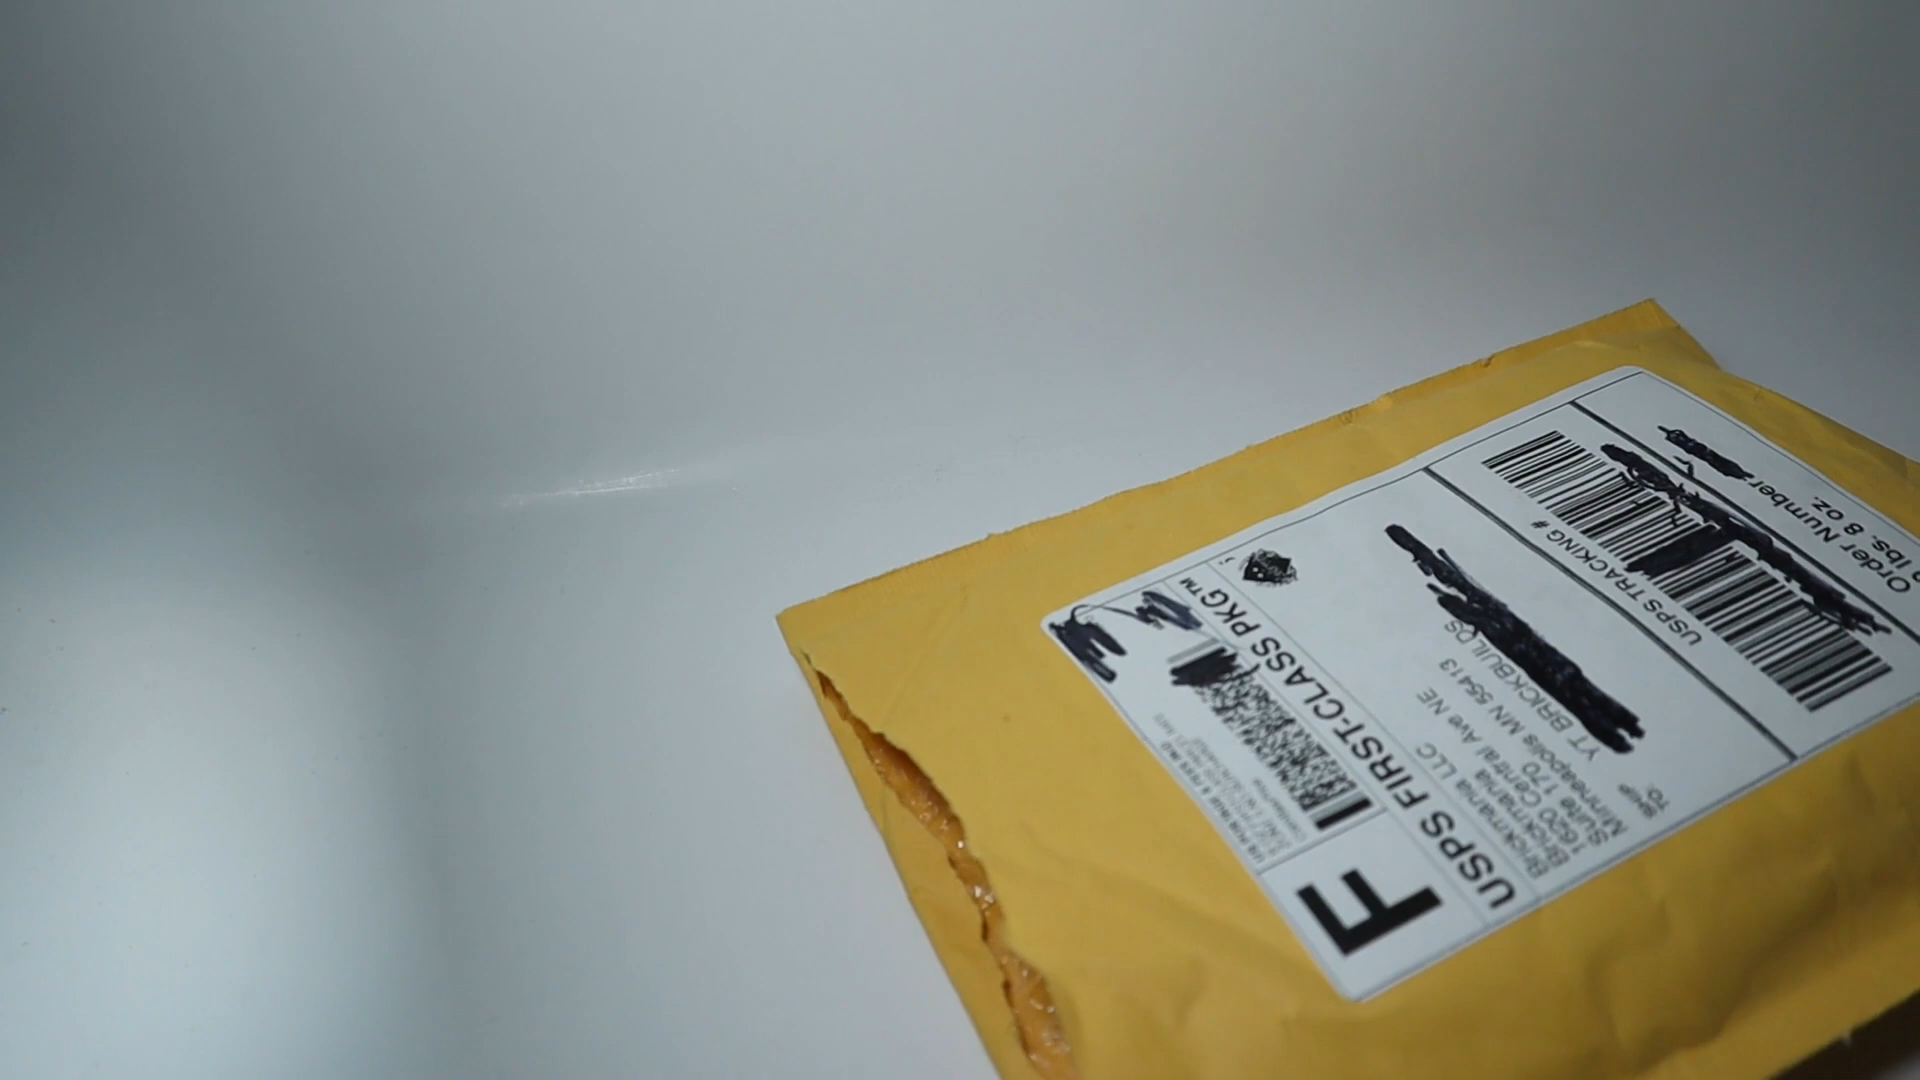 F
USPS FIRST-CLASS PKG™
Brickmania LLC
Brickmania
1620 Central Ave NE
Suite 170
Minneapolis MN 55413
SHIP
TO:
YT BRICKBUILDS
USPS TRACKING #
Order Number:
lbs. 8 oz.